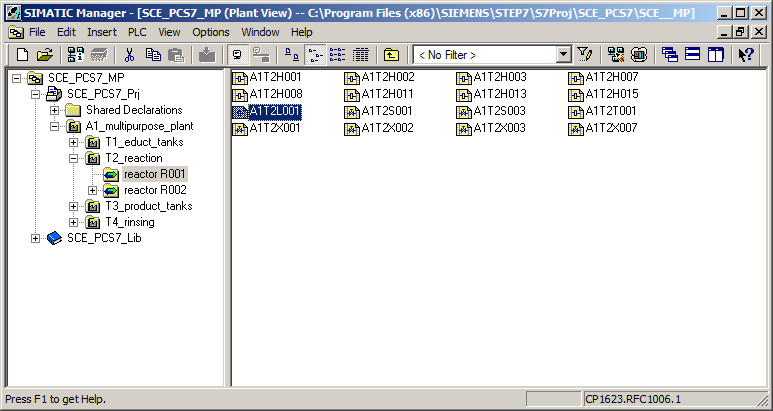 SIMATIC Manager - [SCE_PCS7_MP (Plant View) -- C:\Program Files (x86)\SIEMENS\STEP7\S7Proj\SCE_PCS7\SCE__MP]
File Edit Insert PLC View Options Window Help
< No Filter >
SCE_PCS7_MP
SCE_PCS7_Prj
Shared Declarations
A1_multipurpose_plant
T1_educt_tanks
T2_reaction
reactor R001
reactor R002
T3_product_tanks
T4_rinsing
SCE_PCS7_Lib
A1T2H001 A1T2H002 A1T2H003 A1T2H007
A1T2H008 A1T2H011 A1T2H013 A1T2H015
A1T2L001 A1T2S001 A1T2S003 A1T2T001
A1T2X001 A1T2X002 A1T2X003 A1T2X007
Press F1 to get Help. CP1623.RFC1006.1